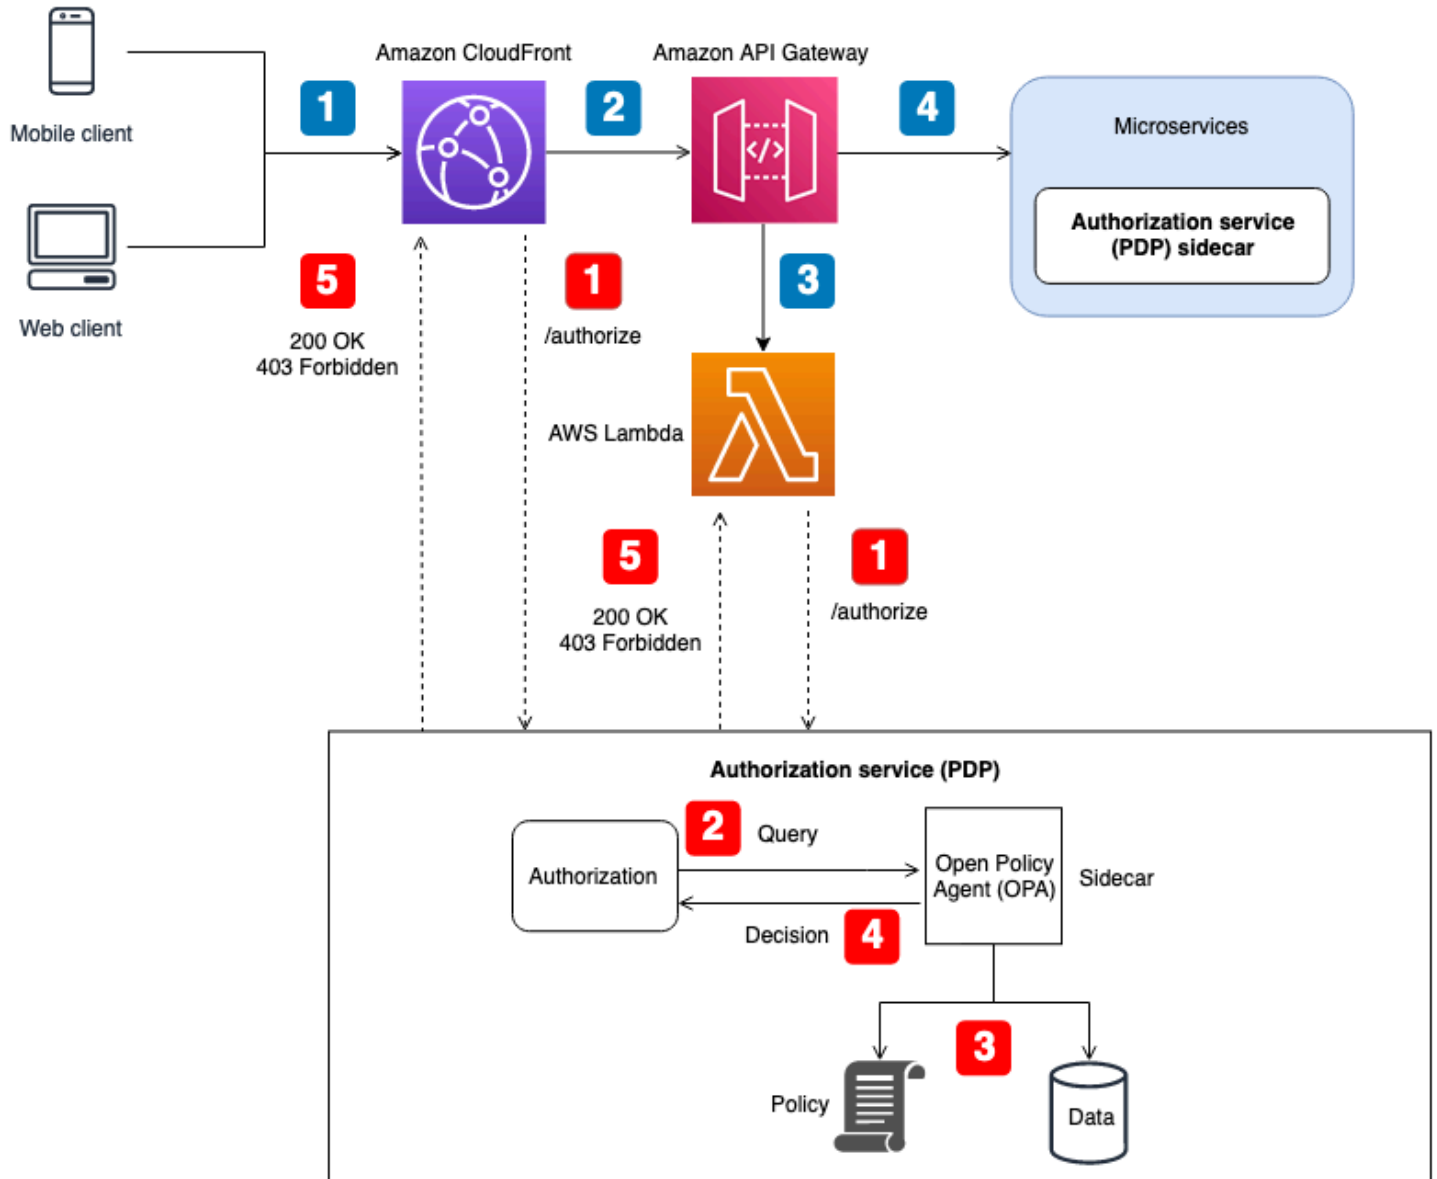 Amazon CloudFront
Amazon API Gateway
1
2
4
Mobile client
Microservices
</>
Authorization service
(PDP) sidecar
5
1
3
Web client
200 OK
403 Forbidden
/authorize
AWS Lambda
5
1
200 OK
403 Forbidden
/authorize
Authorization service (PDP)
2
Query
Authorization
Open Policy
Agent (OPA)
Sidecar
Decision
4
3
Policy
Data